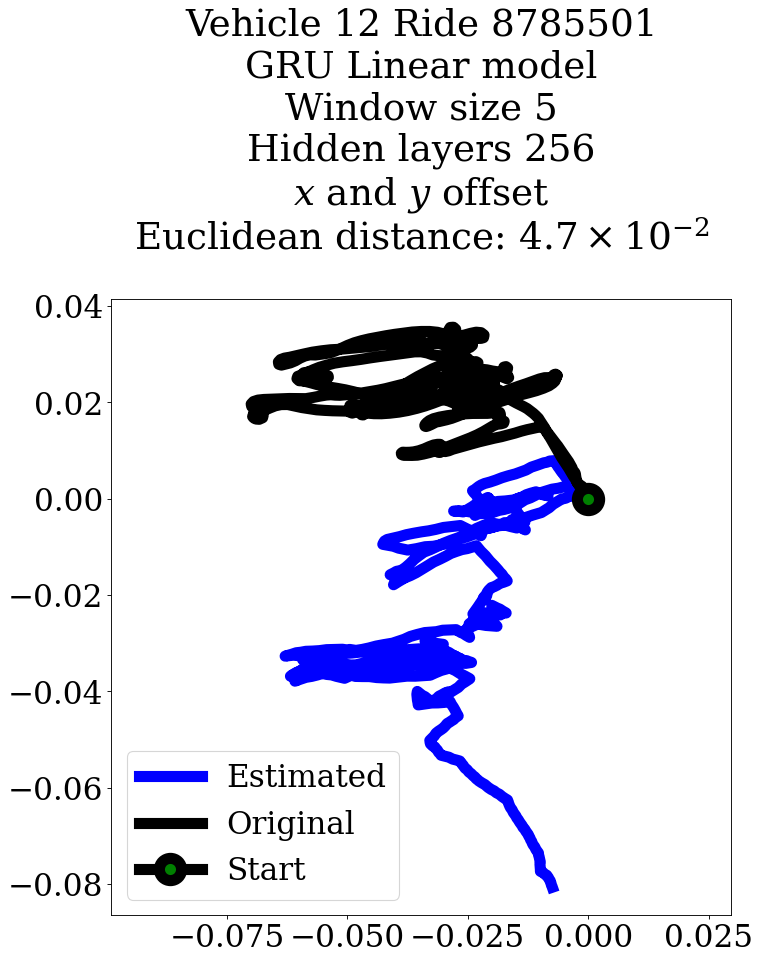 Vehicle 12 Ride 8785501
GRU Linear model
Window size 5
Hidden layers 256
x and y offset
Euclidean distance: 4.7 × 10⁻²
0.04
0.02
0.00
−0.02
−0.04
−0.06
−0.08
Estimated
Original
Start
−0.075 −0.050 −0.025 0.000 0.025